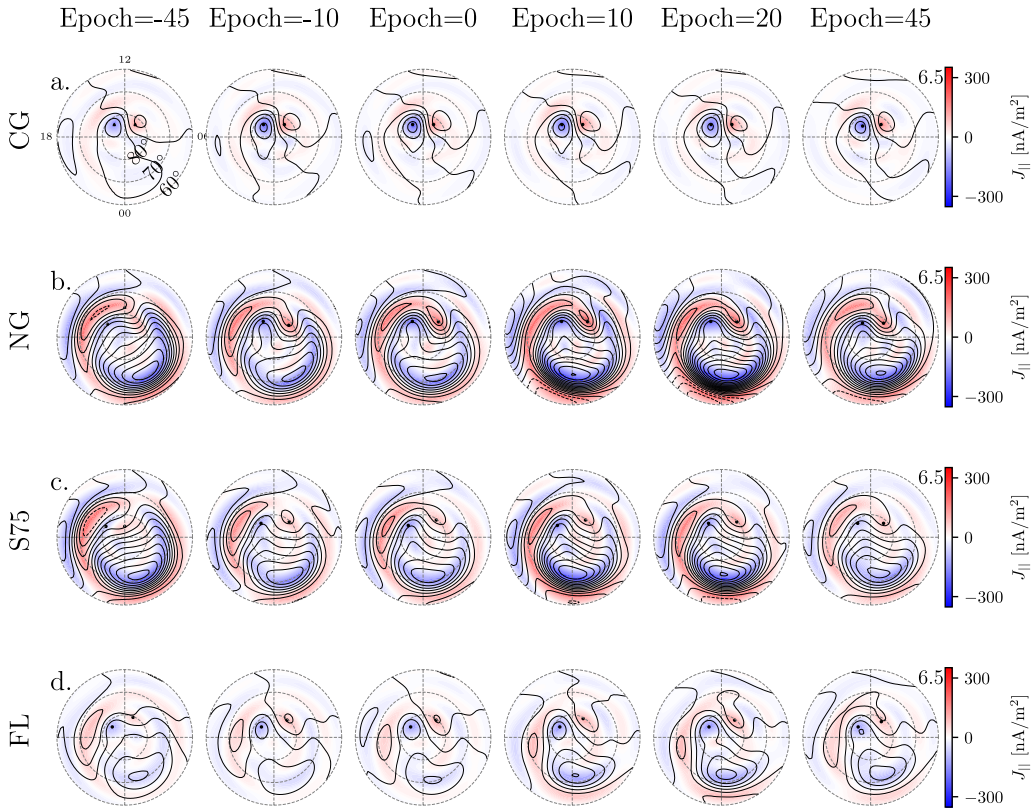 Epoch=-45 Epoch=-10 Epoch=0 Epoch=10 Epoch=20 Epoch=45
a.
CG
12
18
06
00
80°
70°
60°
6.5
300
0
−300
J|| [nA/m²]
b.
NG
6.5
300
0
−300
J|| [nA/m²]
c.
S75
6.5
300
0
−300
J|| [nA/m²]
d.
FL
6.5
300
0
−300
J|| [nA/m²]